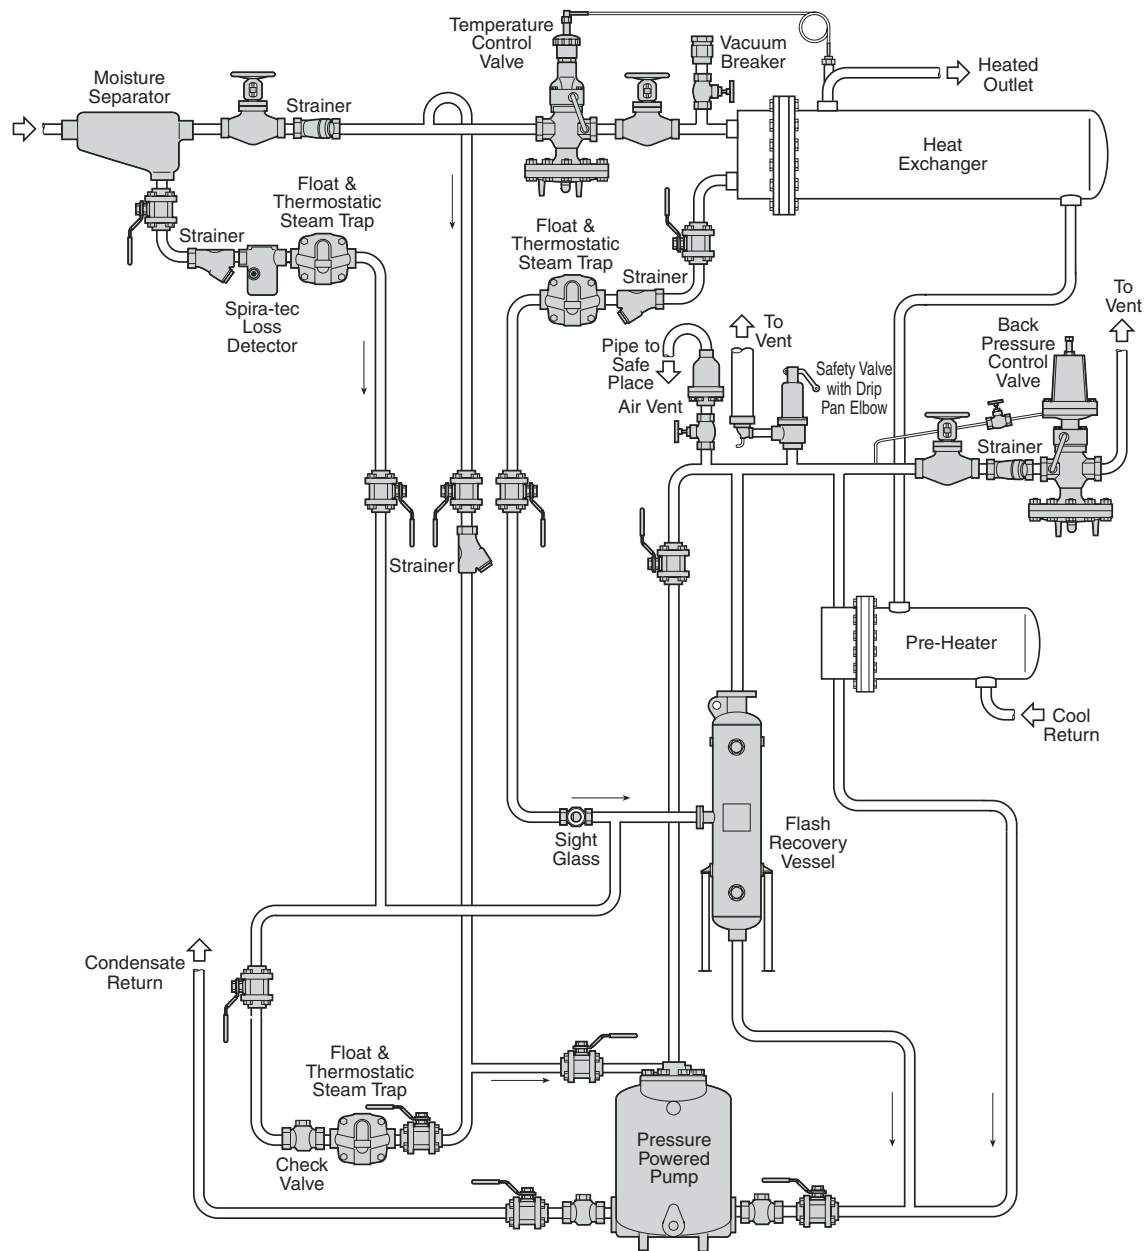 Temperature
Control
Valve
Vacuum
Breaker
Heated
Outlet
Moisture
Separator
Strainer
Heat
Exchanger
Float &
Thermostatic
Steam Trap
Strainer
Spira-tec
Loss
Detector
Float &
Thermostatic
Steam Trap
Strainer
To
Vent
Pipe to
Safe
Place
Air Vent
Safety Valve
with Drip
Pan Elbow
To
Vent
Back
Pressure
Control
Valve
Strainer
Strainer
Pre-Heater
Cool
Return
Sight
Glass
Flash
Recovery
Vessel
Condensate
Return
Float &
Thermostatic
Steam Trap
Check
Valve
Pressure
Powered
Pump